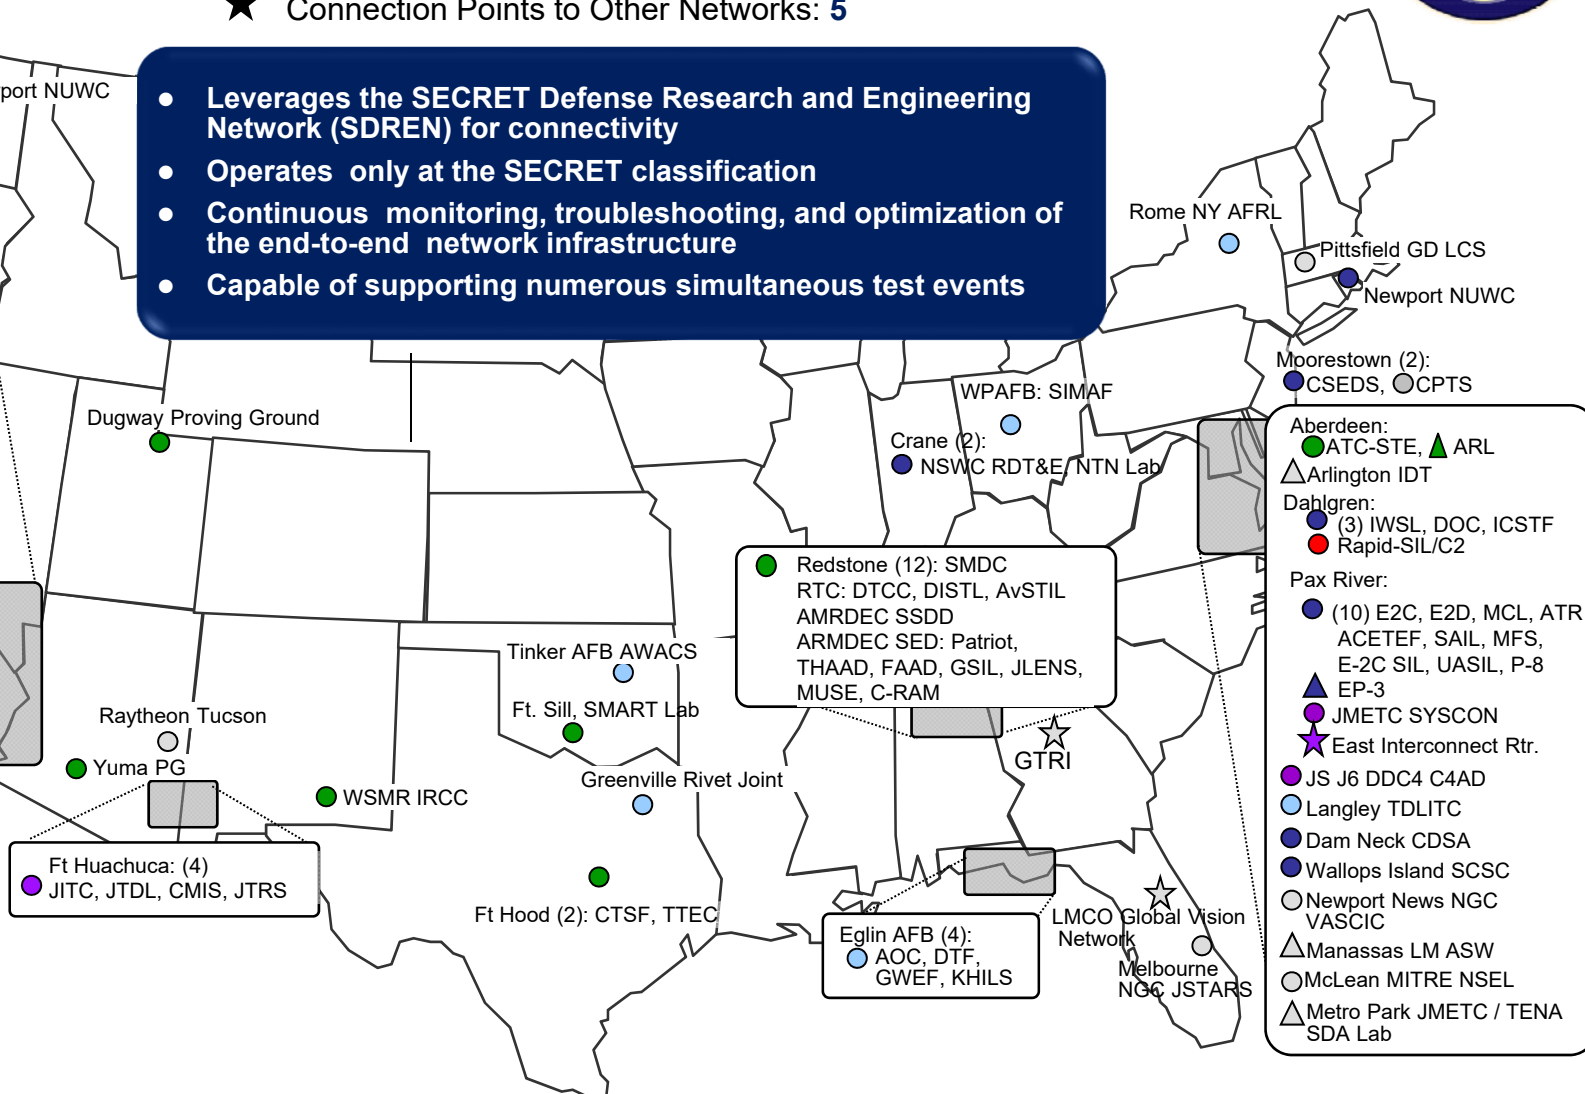 Connection Points to Other Networks: 5
port NUWC
● Leverages the SECRET Defense Research and Engineering
Network (SDREN) for connectivity
● Operates only at the SECRET classification
● Continuous monitoring, troubleshooting, and optimization of
the end-to-end network infrastructure
● Capable of supporting numerous simultaneous test events
Rome NY AFRL
Pittsfield GD LCS
Newport NUWC
Moorestown (2):
CSEDS, CPTS
WPAFB: SIMAF
Dugway Proving Ground
Crane (2):
NSWC RDT&E, NTN Lab
Aberdeen:
ATC-STE, ARL
Arlington IDT
Dahlgren:
(3) IWSL, DOC, ICSTF
Rapid-SIL/C2
Pax River:
(10) E2C, E2D, MCL, ATR
ACETEF, SAIL, MFS,
E-2C SIL, UASIL, P-8
EP-3
JMETC SYSCON
East Interconnect Rtr.
JS J6 DDC4 C4AD
Langley TDLITC
Dam Neck CDSA
Wallops Island SCSC
Newport News NGC
VASCIC
Manassas LM ASW
McLean MITRE NSEL
Metro Park JMETC / TENA
SDA Lab
Redstone (12): SMDC
RTC: DTCC, DISTL, AvSTIL
AMRDEC SSDD
ARMDEC SED: Patriot,
THAAD, FAAD, GSIL, JLENS,
MUSE, C-RAM
Tinker AFB AWACS
Ft. Sill, SMART Lab
Raytheon Tucson
Yuma PG
WSMR IRCC
Greenville Rivet Joint
GTRI
Ft Huachuca: (4)
JITC, JTDL, CMIS, JTRS
Ft Hood (2): CTSF, TTEC
Eglin AFB (4):
AOC, DTF,
GWEF, KHILS
LMCO Global Vision
Network
Melbourne
NGC JSTARS